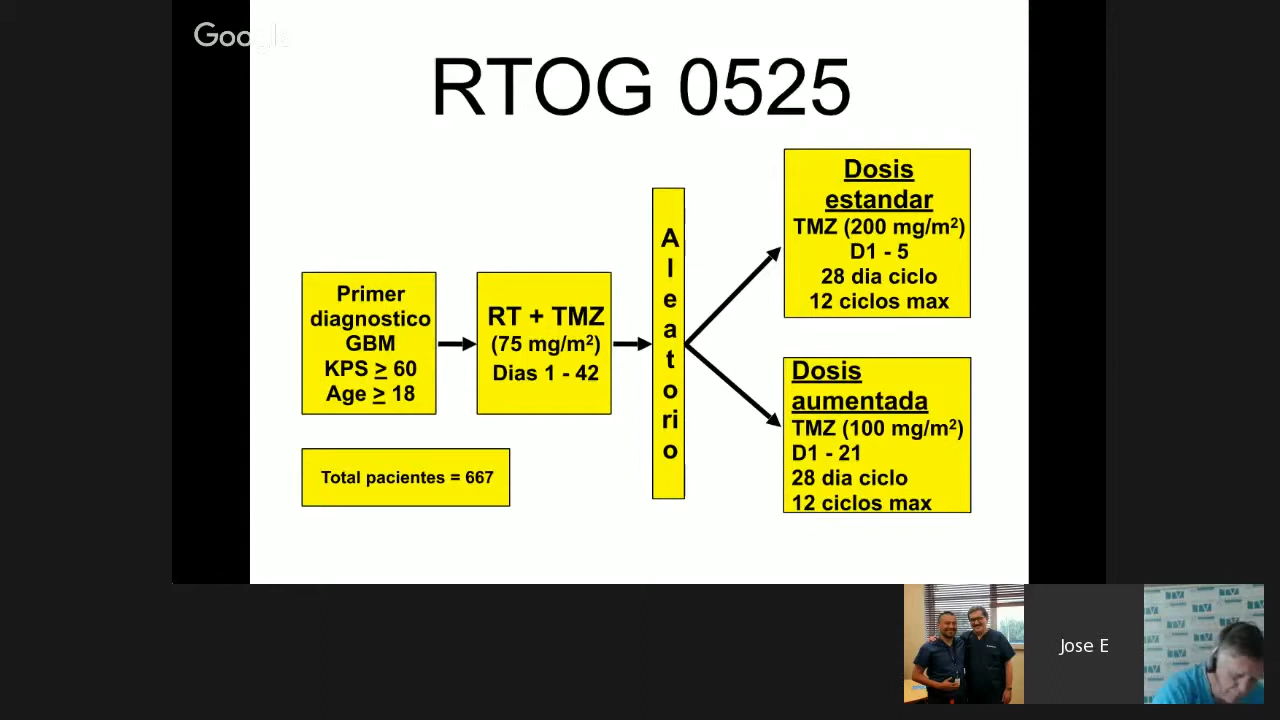 Google
RTOG 0525
Primer
diagnostico
GBM
KPS ≥ 60
Age ≥ 18
RT + TMZ
(75 mg/m²)
Dias 1 - 42
Aleatorio
Dosis
estandar
TMZ (200 mg/m²)
D1 - 5
28 dia ciclo
12 ciclos max
Dosis
aumentada
TMZ (100 mg/m²)
D1 - 21
28 dia ciclo
12 ciclos max
Total pacientes = 667
Jose E